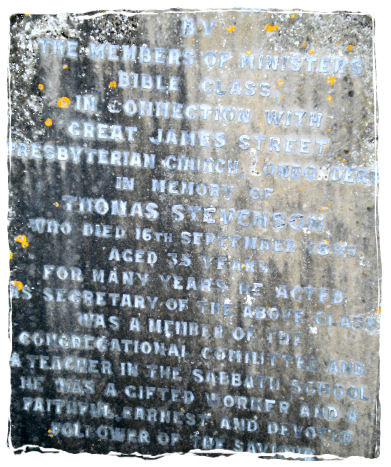 BY
THE MEMBERS OF MINISTERS
BIBLE CLASS,
IN CONNECTION WITH
GREAT JAMES STREET
PRESBYTERIAN CHURCH, LONDONDERRY
IN MEMORY OF
THOMAS STEVENSON,
WHO DIED 16TH SEPTEMBER
AGED 35 YEARS
FOR MANY YEARS HE ACTED
AS SECRETARY OF THE ABOVE CLASS
WAS A MEMBER OF THE
CONGREGATIONAL COMMITTEE AND
A TEACHER IN THE SABBATH SCHOOL
HE WAS A GIFTED WORKER AND A
FAITHFUL EARNEST AND DEVOTED
FOLLOWER OF THE SAVIOUR